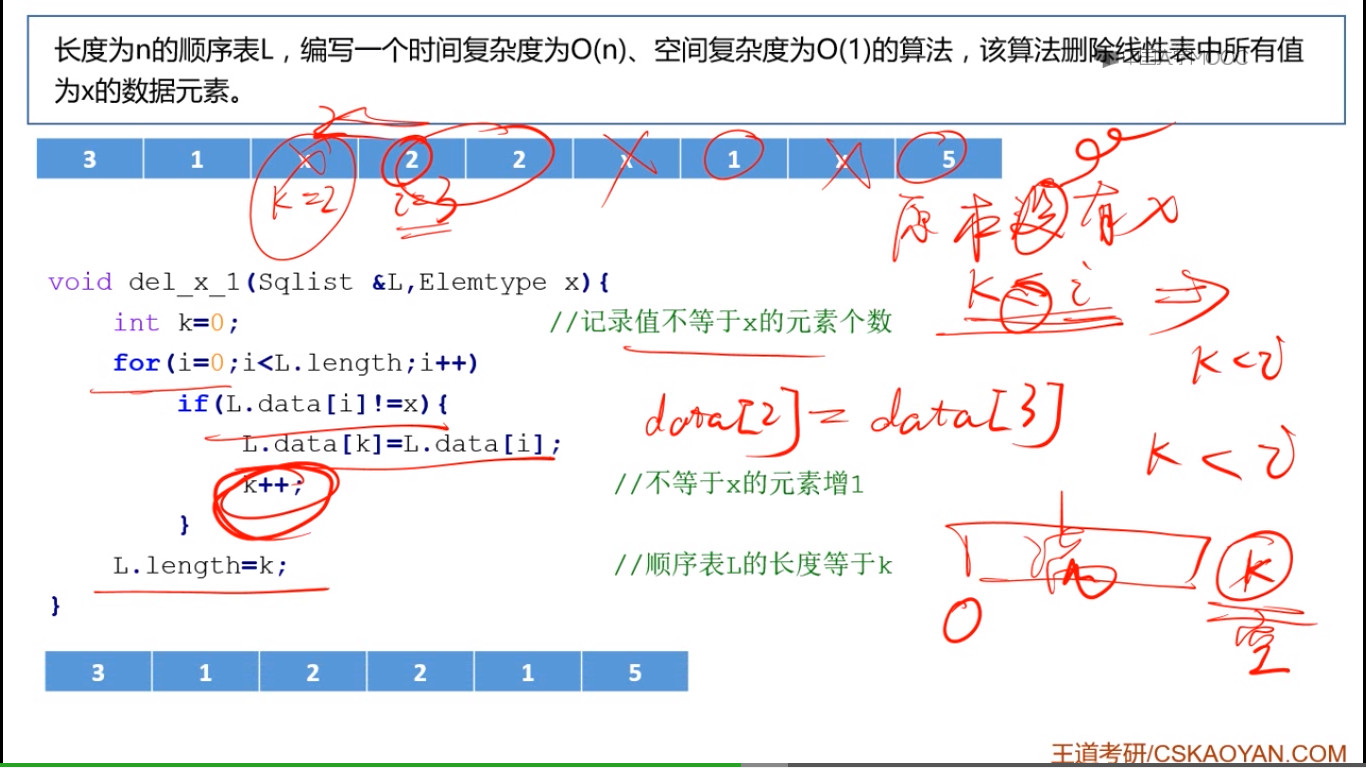 长度为n的顺序表L，编写一个时间复杂度为O(n)、空间复杂度为O(1)的算法，该算法删除线性表中所有值
为x的数据元素。
3 1 x 2 2 x 1 x 5
k=2 i=3
原本没有x
k=i ⇒
k<i
void del_x_1(Sqlist &L,Elemtype x){
int k=0; //记录值不等于x的元素个数
for(i=0;i<L.length;i++)
if(L.data[i]!=x){
data[2]=data[3]
L.data[k]=L.data[i];
k<i
k++; //不等于x的元素增1
}
L.length=k; //顺序表L的长度等于k
}
满
k
0
空
3 1 2 2 1 5
王道考研/CSKAOYAN.COM